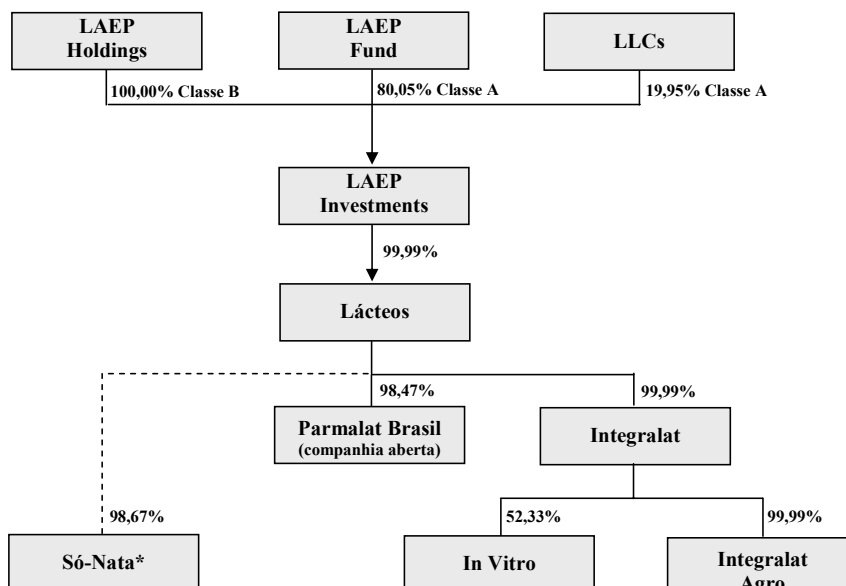 LAEP
Holdings
LAEP
Fund
LLCs
100,00% Classe B
80,05% Classe A
19,95% Classe A
LAEP
Investments
99,99%
Lácteos
98,47%
99,99%
Parmalat Brasil
(companhia aberta)
Integralat
98,67%
52,33%
99,99%
Só-Nata*
In Vitro
Integralat
Agro